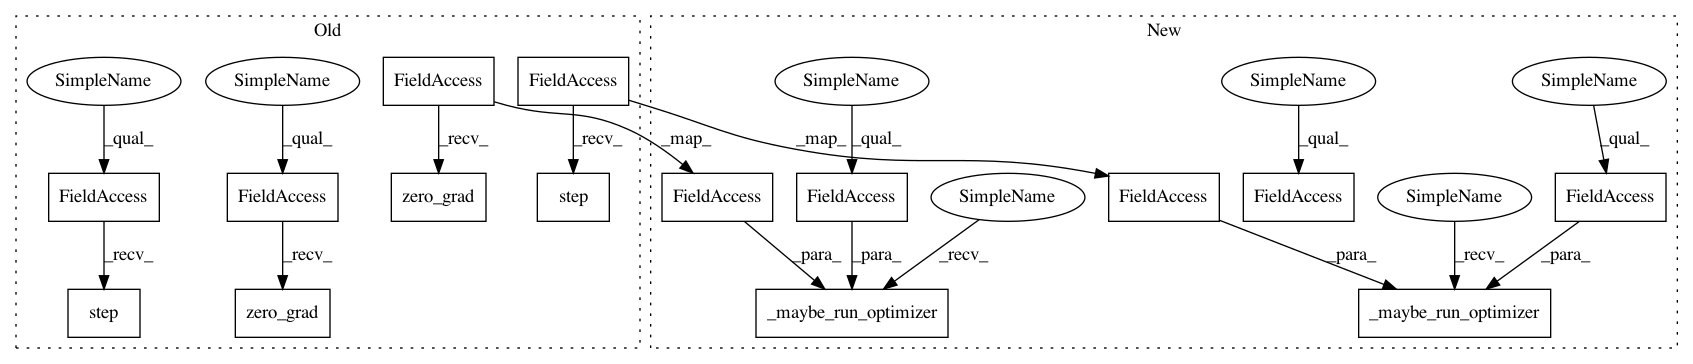 Old
New
SimpleName
SimpleName
FieldAccess
FieldAccess
SimpleName
SimpleName
SimpleName
_qual_
_qual_
_recv_
_recv_
_map_
_map_
_qual_
_qual_
_qual_
FieldAccess
FieldAccess
zero_grad
step
FieldAccess
FieldAccess
SimpleName
FieldAccess
FieldAccess
SimpleName
FieldAccess
_recv_
_recv_
_para_
_para_
_recv_
_para_
_recv_
_para_
step
zero_grad
_maybe_run_optimizer
_maybe_run_optimizer